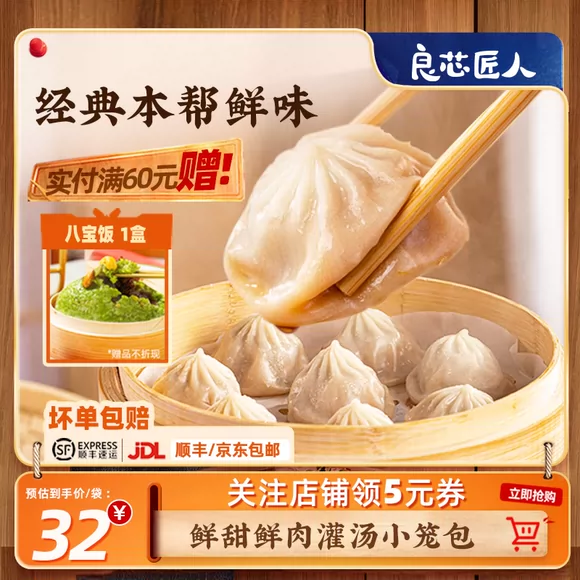 良芯匠人
经典本帮鲜味
实付满60元赠!
八宝饭 1盒
*赠品不折现
坏单包赔
SF EXPRESS
顺丰速运
JDL
顺丰/京东包邮
预估到手价/袋:
32¥
关注店铺领5元券
立即抢购
鲜甜鲜肉灌汤小笼包